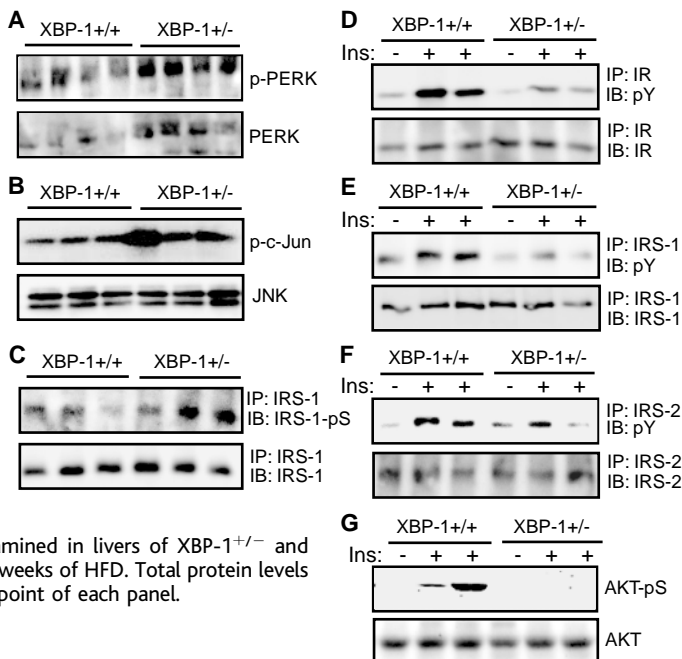 A
XBP-1+/+ XBP-1+/-
p-PERK
PERK
B
XBP-1+/+ XBP-1+/-
p-c-Jun
JNK
C
XBP-1+/+ XBP-1+/-
IP: IRS-1
IB: IRS-1-pS
IP: IRS-1
IB: IRS-1
amined in livers of XBP-1+/− and
weeks of HFD. Total protein levels
point of each panel.
D
XBP-1+/+ XBP-1+/-
Ins: - + + - + +
IP: IR
IB: pY
IP: IR
IB: IR
E
XBP-1+/+ XBP-1+/-
Ins: - + + - + +
IP: IRS-1
IB: pY
IP: IRS-1
IB: IRS-1
F
XBP-1+/+ XBP-1+/-
Ins: - + + - + +
IP: IRS-2
IB: pY
IP: IRS-2
IB: IRS-2
G
XBP-1+/+ XBP-1+/-
Ins: - + + - + +
AKT-pS
AKT